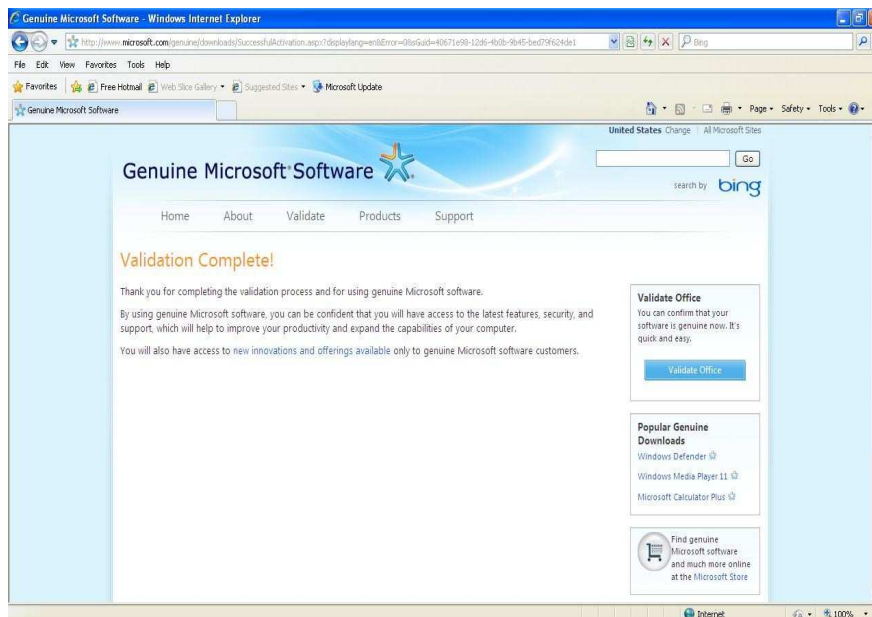 Genuine Microsoft Software - Windows Internet Explorer
http://www.microsoft.com/genuine/downloads/SuccessfulActivation.aspx?displaylang=en&Error=0&sGuid=40671e98-12d6-4b0b-9b45-bed79f624de1
Bing
File Edit View Favorites Tools Help
Favorites Free Hotmail Web Slice Gallery Suggested Sites Microsoft Update
Genuine Microsoft Software
Page Safety Tools
United States Change All Microsoft Sites
Genuine Microsoft Software
Go
search by bing
Home About Validate Products Support
Validation Complete!
Thank you for completing the validation process and for using genuine Microsoft software.
By using genuine Microsoft software, you can be confident that you will have access to the latest features, security, and
support, which will help to improve your productivity and expand the capabilities of your computer.
You will also have access to new innovations and offerings available only to genuine Microsoft software customers.
Validate Office
You can confirm that your
software is genuine now. It's
quick and easy.
Validate Office
Popular Genuine
Downloads
Windows Defender
Windows Media Player 11
Microsoft Calculator Plus
Find genuine
Microsoft software
and much more online
at the Microsoft Store
Internet
100%